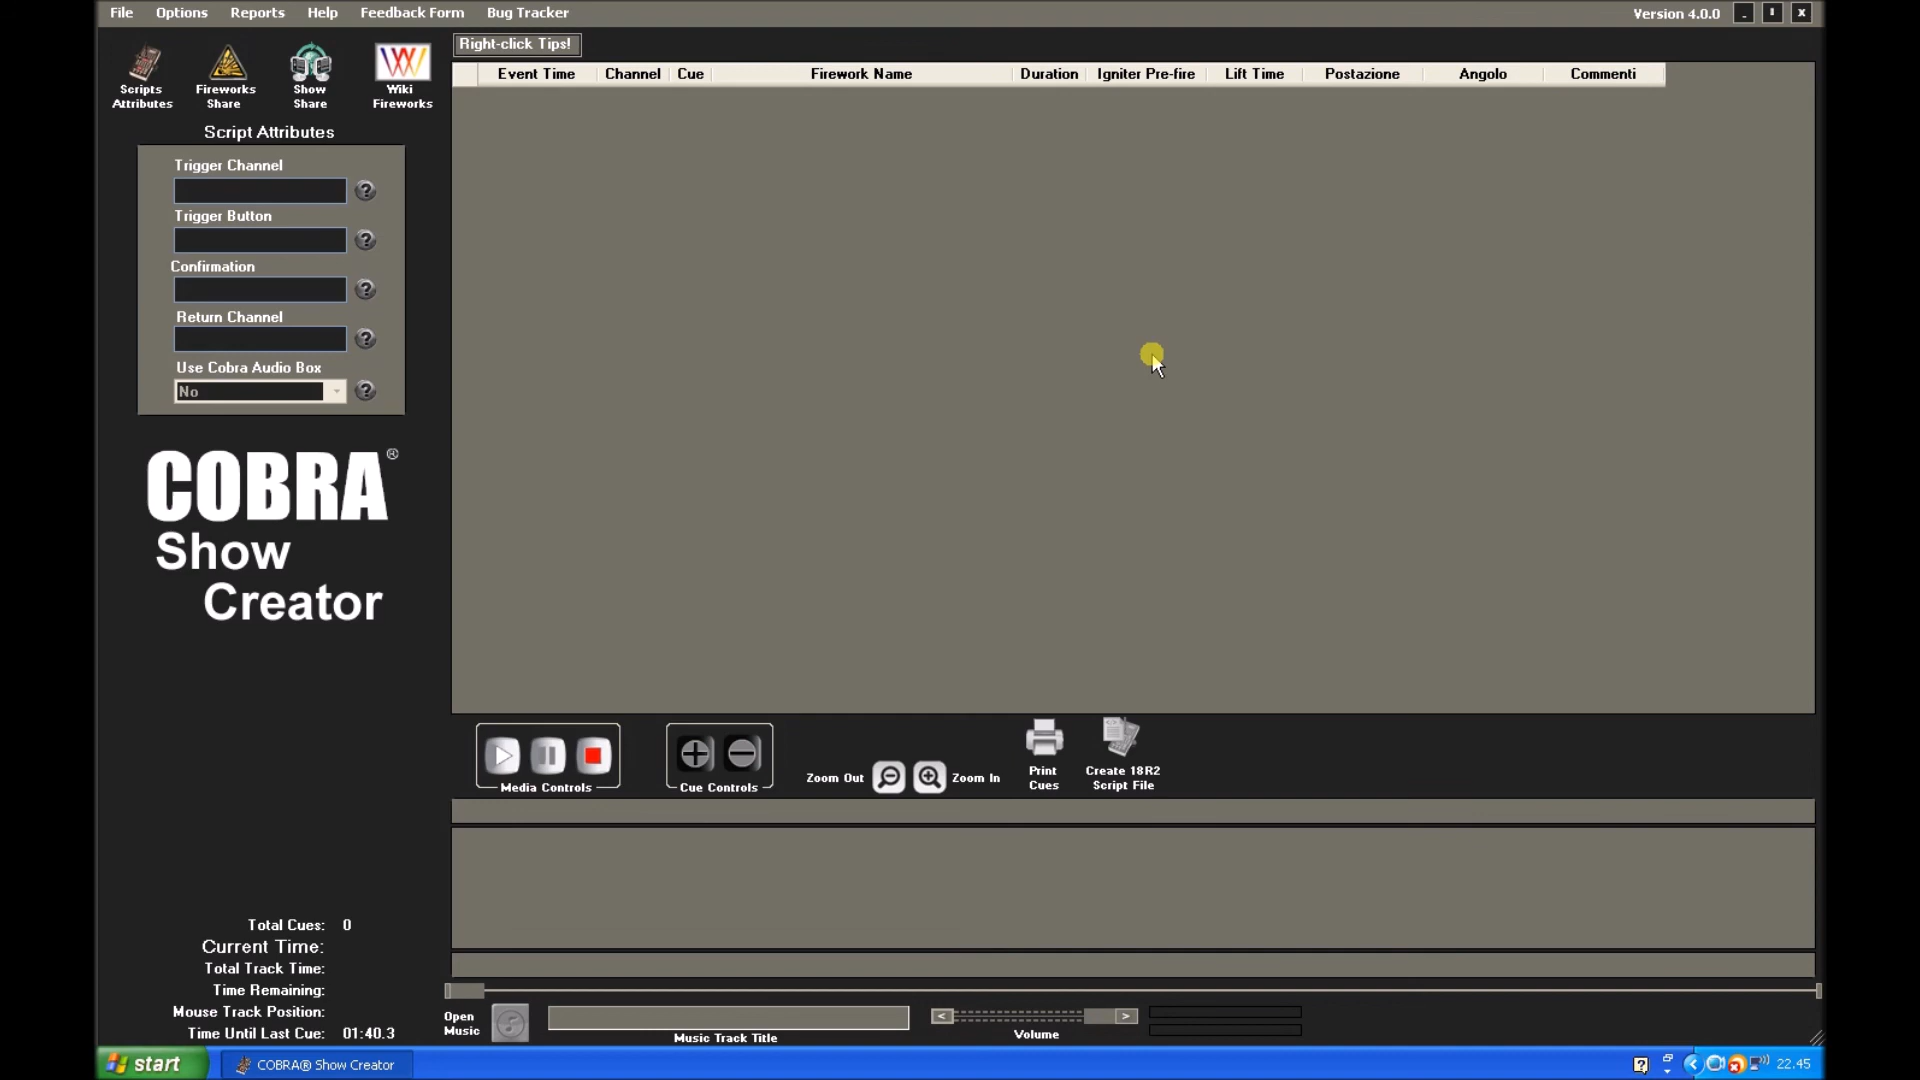 File Options Reports Help Feedback Form Bug Tracker Version 4.0.0
Right-click Tips!
Scripts
Attributes
Fireworks
Share
Show
Share
Wiki
Fireworks
Event Time Channel Cue Firework Name Duration Igniter Pre-fire Lift Time Postazione Angolo Commenti
Script Attributes
Trigger Channel
Trigger Button
Confirmation
Return Channel
Use Cobra Audio Box
No
COBRA®
Show
Creator
Media Controls
Cue Controls
Zoom Out
Zoom In
Print
Cues
Create 18R2
Script File
Total Cues: 0
Current Time:
Total Track Time:
Time Remaining:
Mouse Track Position:
Time Until Last Cue: 01:40.3
Open
Music
Music Track Title
Volume
start
COBRA® Show Creator
22.45